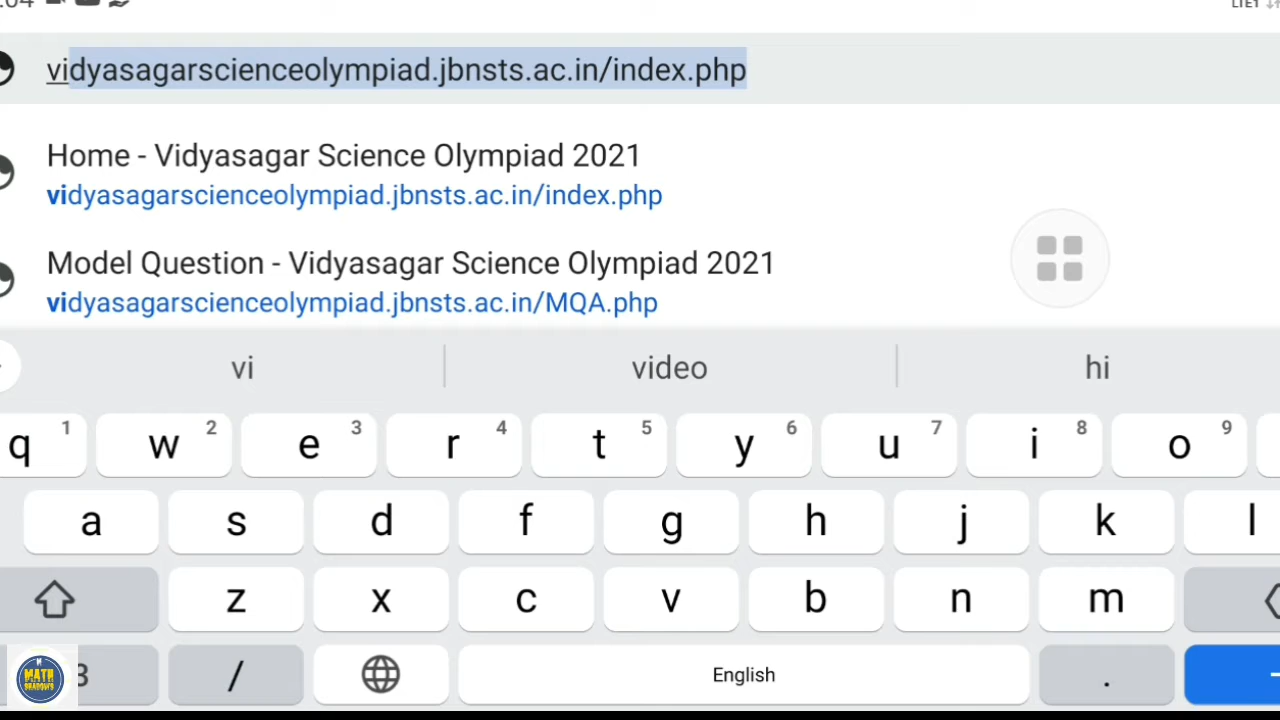 vidyasagarscienceolympiad.jbnsts.ac.in/index.php
Home - Vidyasagar Science Olympiad 2021
vidyasagarscienceolympiad.jbnsts.ac.in/index.php
Model Question - Vidyasagar Science Olympiad 2021
vidyasagarscienceolympiad.jbnsts.ac.in/MQA.php
vi video hi
q 1 w 2 e 3 r 4 t 5 y 6 u 7 i 8 o 9
a s d f g h j k l
z x c v b n m
/ English .
M
MATH